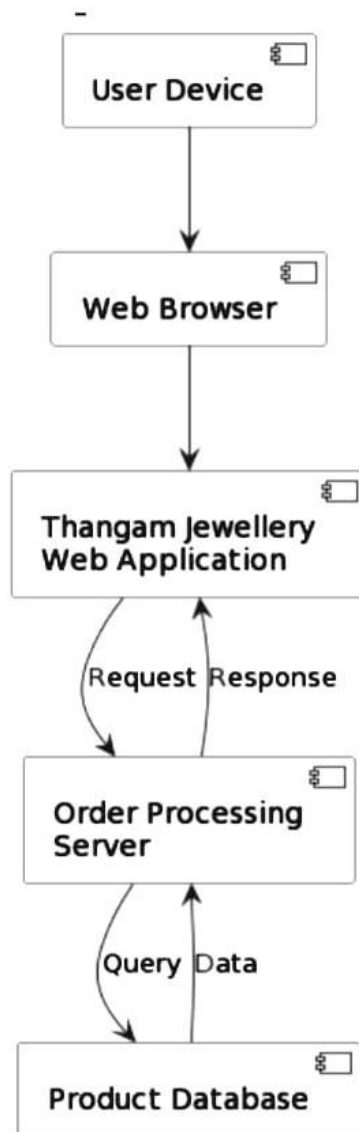 User Device
Web Browser
Thangam Jewellery
Web Application
Request Response
Order Processing
Server
Query Data
Product Database